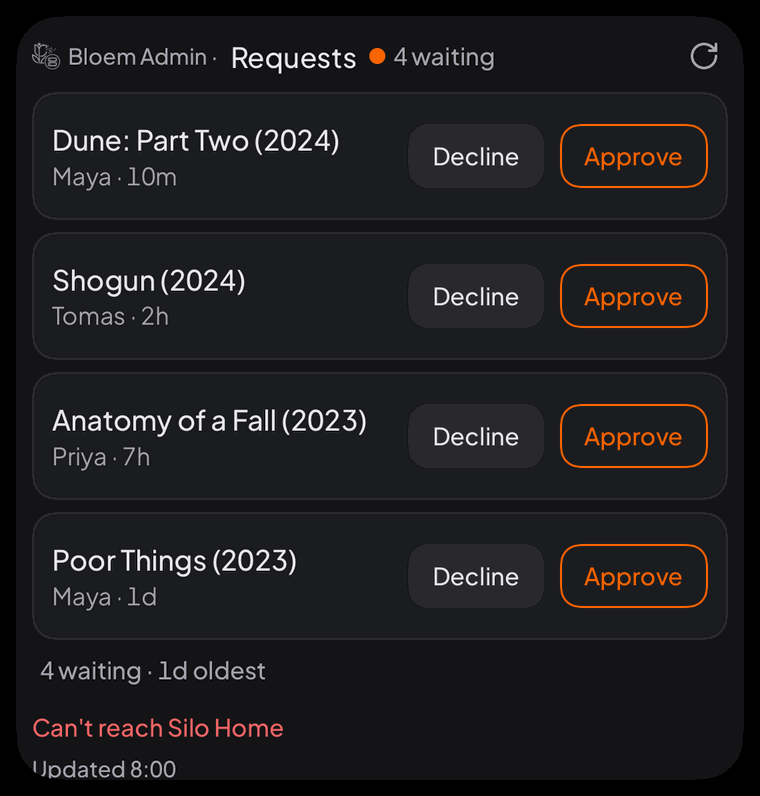 Bloem Admin · Requests 4 waiting
Dune: Part Two (2024)
Maya · 10m
Decline Approve
Shogun (2024)
Tomas · 2h
Decline Approve
Anatomy of a Fall (2023)
Priya · 7h
Decline Approve
Poor Things (2023)
Maya · 1d
Decline Approve
4 waiting · 1d oldest
Can't reach Silo Home
Updated 8:00